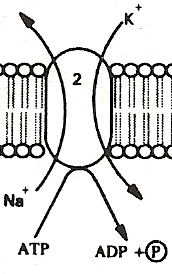 K⁺
2
Na⁺
ATP ADP + P